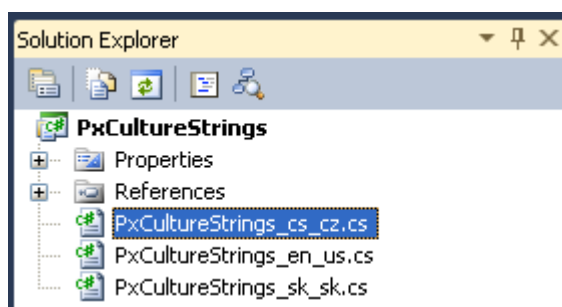 Solution Explorer
PxCultureStrings
Properties
References
PxCultureStrings_cs_cz.cs
PxCultureStrings_en_us.cs
PxCultureStrings_sk_sk.cs